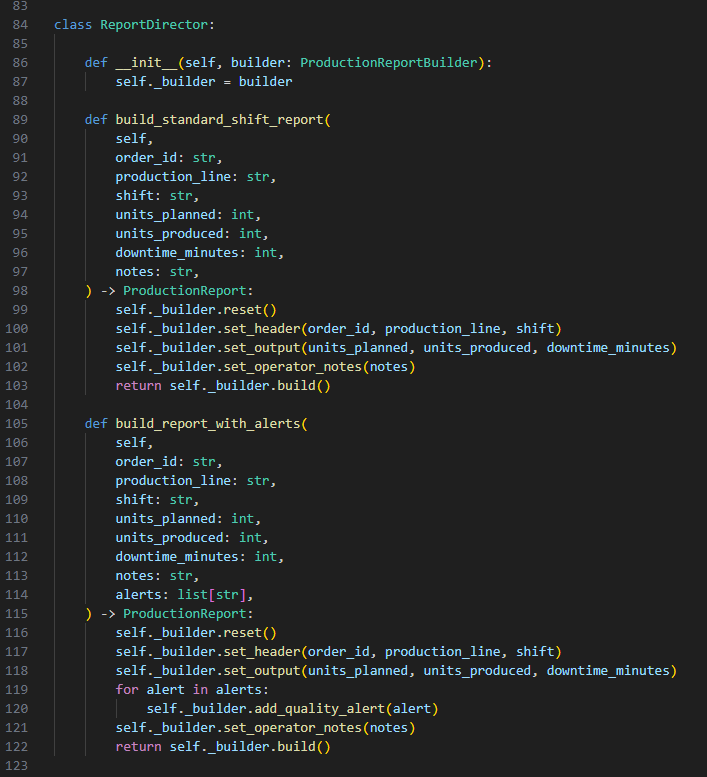 83
84 class ReportDirector:
85
86     def __init__(self, builder: ProductionReportBuilder):
87         self._builder = builder
88
89     def build_standard_shift_report(
90         self,
91         order_id: str,
92         production_line: str,
93         shift: str,
94         units_planned: int,
95         units_produced: int,
96         downtime_minutes: int,
97         notes: str,
98     ) -> ProductionReport:
99         self._builder.reset()
100         self._builder.set_header(order_id, production_line, shift)
101         self._builder.set_output(units_planned, units_produced, downtime_minutes)
102         self._builder.set_operator_notes(notes)
103         return self._builder.build()
104
105     def build_report_with_alerts(
106         self,
107         order_id: str,
108         production_line: str,
109         shift: str,
110         units_planned: int,
111         units_produced: int,
112         downtime_minutes: int,
113         notes: str,
114         alerts: list[str],
115     ) -> ProductionReport:
116         self._builder.reset()
117         self._builder.set_header(order_id, production_line, shift)
118         self._builder.set_output(units_planned, units_produced, downtime_minutes)
119         for alert in alerts:
120             self._builder.add_quality_alert(alert)
121         self._builder.set_operator_notes(notes)
122         return self._builder.build()
123